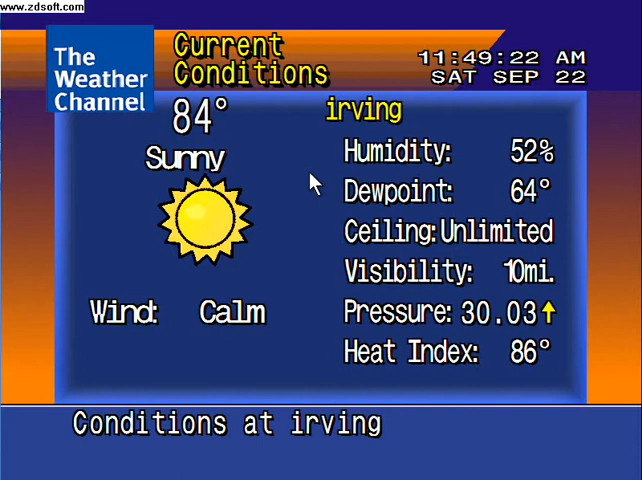 www.zdsoft.com
The
Weather
Channel
Current
Conditions
11:49:22 AM
SAT SEP 22
84°
Sunny
Wind: Calm
irving
Humidity: 52%
Dewpoint: 64°
Ceiling:Unlimited
Visibility: 10mi.
Pressure: 30.03↑
Heat Index: 86°
Conditions at irving